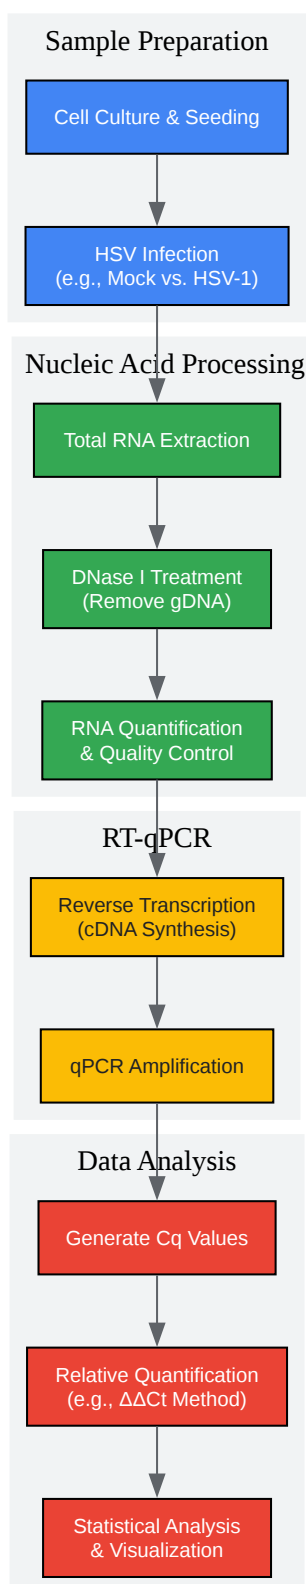 Sample Preparation
Cell Culture & Seeding
HSV Infection
(e.g., Mock vs. HSV-1)
Nucleic Acid Processing
Total RNA Extraction
DNase I Treatment
(Remove gDNA)
RNA Quantification
& Quality Control
RT-qPCR
Reverse Transcription
(cDNA Synthesis)
qPCR Amplification
Data Analysis
Generate Cq Values
Relative Quantification
(e.g., ΔΔCt Method)
Statistical Analysis
& Visualization